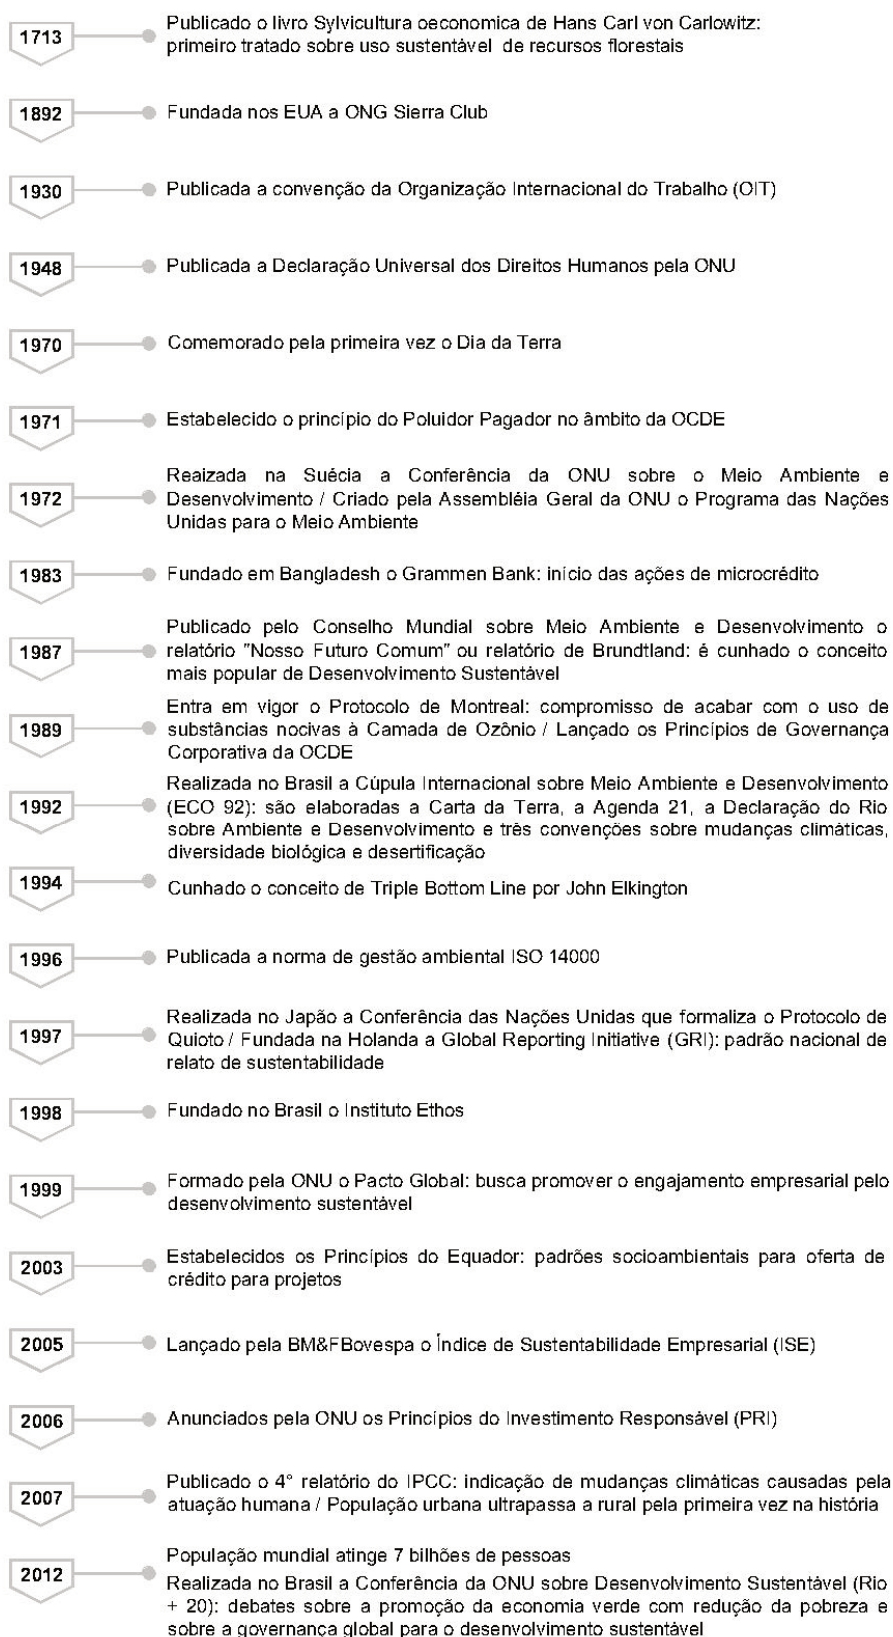 1713
Publicado o livro Sylvicultura oeconomica de Hans Carl von Carlowitz:
primeiro tratado sobre uso sustentável de recursos florestais
1892
Fundada nos EUA a ONG Sierra Club
1930
Publicada a convenção da Organização Internacional do Trabalho (OIT)
1948
Publicada a Declaração Universal dos Direitos Humanos pela ONU
1970
Comemorado pela primeira vez o Dia da Terra
1971
Estabelecido o princípio do Poluidor Pagador no âmbito da OCDE
1972
Reaizada na Suécia a Conferência da ONU sobre o Meio Ambiente e
Desenvolvimento / Criado pela Assembléia Geral da ONU o Programa das Nações
Unidas para o Meio Ambiente
1983
Fundado em Bangladesh o Grammen Bank: início das ações de microcrédito
1987
Publicado pelo Conselho Mundial sobre Meio Ambiente e Desenvolvimento o
relatório "Nosso Futuro Comum" ou relatório de Brundtland: é cunhado o conceito
mais popular de Desenvolvimento Sustentável
1989
Entra em vigor o Protocolo de Montreal: compromisso de acabar com o uso de
substâncias nocivas à Camada de Ozônio / Lançado os Princípios de Governança
Corporativa da OCDE
1992
Realizada no Brasil a Cúpula Internacional sobre Meio Ambiente e Desenvolvimento
(ECO 92): são elaboradas a Carta da Terra, a Agenda 21, a Declaração do Rio
sobre Ambiente e Desenvolvimento e três convenções sobre mudanças climáticas,
diversidade biológica e desertificação
1994
Cunhado o conceito de Triple Bottom Line por John Elkington
1996
Publicada a norma de gestão ambiental ISO 14000
1997
Realizada no Japão a Conferência das Nações Unidas que formaliza o Protocolo de
Quioto / Fundada na Holanda a Global Reporting Initiative (GRI): padrão nacional de
relato de sustentabilidade
1998
Fundado no Brasil o Instituto Ethos
1999
Formado pela ONU o Pacto Global: busca promover o engajamento empresarial pelo
desenvolvimento sustentável
2003
Estabelecidos os Princípios do Equador: padrões socioambientais para oferta de
crédito para projetos
2005
Lançado pela BM&FBovespa o Índice de Sustentabilidade Empresarial (ISE)
2006
Anunciados pela ONU os Princípios do Investimento Responsável (PRI)
2007
Publicado o 4° relatório do IPCC: indicação de mudanças climáticas causadas pela
atuação humana / População urbana ultrapassa a rural pela primeira vez na história
2012
População mundial atinge 7 bilhões de pessoas
Realizada no Brasil a Conferência da ONU sobre Desenvolvimento Sustentável (Rio
+ 20): debates sobre a promoção da economia verde com redução da pobreza e
sobre a governança global para o desenvolvimento sustentável